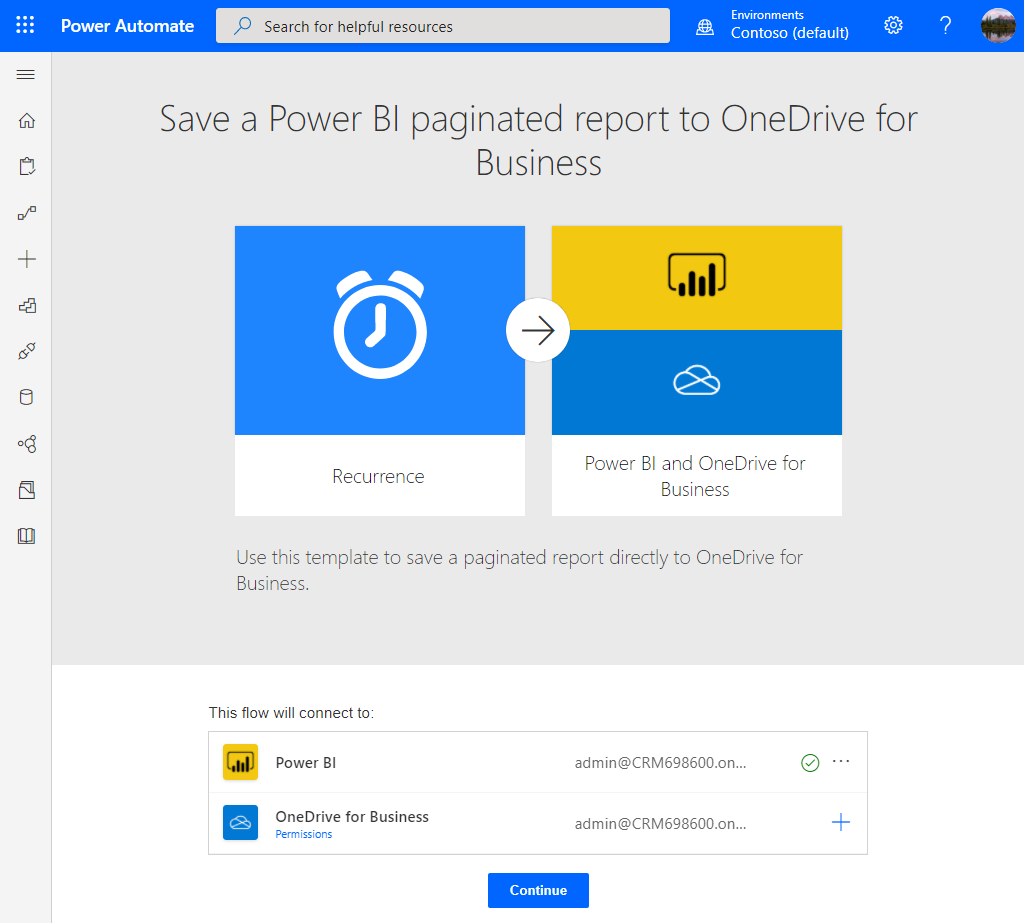 Power Automate
Search for helpful resources
Environments
Contoso (default)
?
Save a Power BI paginated report to OneDrive for
Business
Recurrence
Power BI and OneDrive for
Business
Use this template to save a paginated report directly to OneDrive for
Business.
This flow will connect to:
Power BI
admin@CRM698600.on...
OneDrive for Business
Permissions
admin@CRM698600.on...
Continue